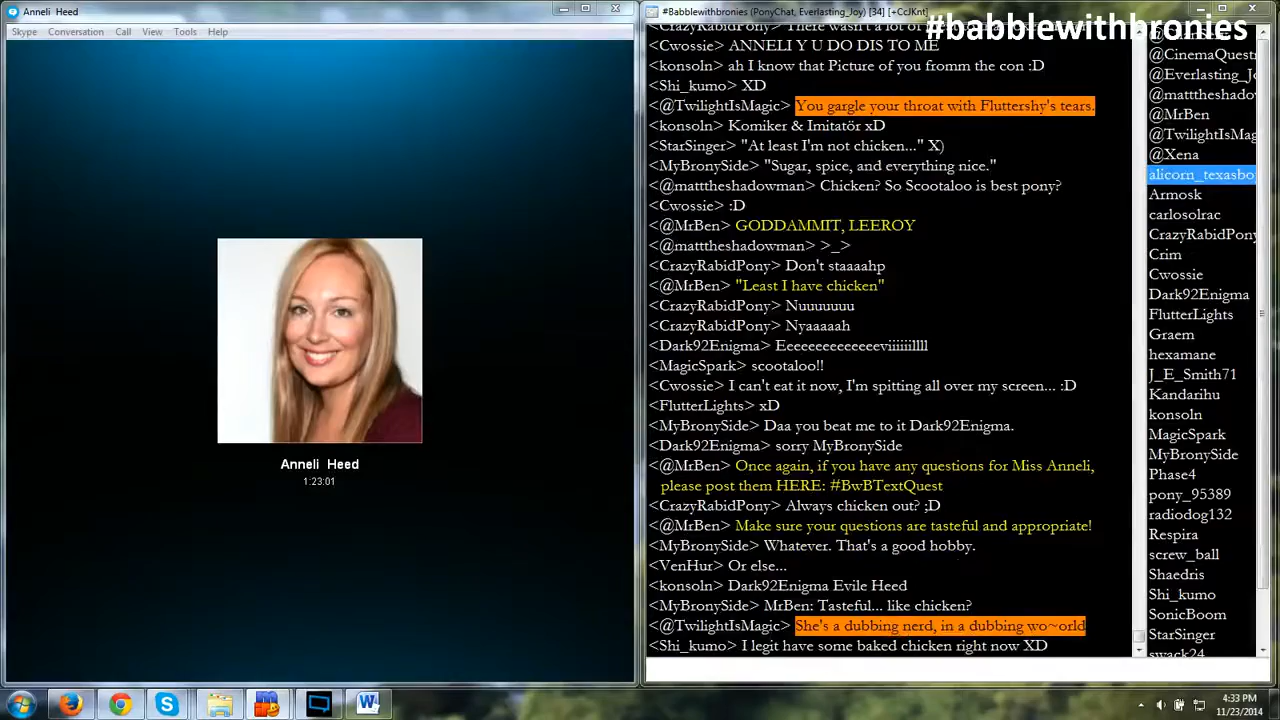 Anneli Heed
Skype Conversation Call View Tools Help
Anneli Heed
1:23:01
#Babblewithbronies (PonyChat, Everlasting_Joy) [34] [+CcJKnt]
#babblewithbronies
<Cwossie> ANNELI Y U DO DIS TO ME
<konsoln> ah I know that Picture of you fromm the con :D
<Shi_kumo> XD
<@TwilightIsMagic> You gargle your throat with Fluttershy's tears.
<konsoln> Komiker & Imitatör xD
<StarSinger> "At least I'm not chicken..." X)
<MyBronySide> "Sugar, spice, and everything nice."
<@matttheshadowman> Chicken? So Scootaloo is best pony?
<Cwossie> :D
<@MrBen> GODDAMMIT, LEEROY
<@matttheshadowman> >_>
<CrazyRabidPony> Don't staaaahp
<@MrBen> "Least I have chicken"
<CrazyRabidPony> Nuuuuuuu
<CrazyRabidPony> Nyaaaaah
<Dark92Enigma> Eeeeeeeeeeeeeviiiiiillll
<MagicSpark> scootaloo!!
<Cwossie> I can't eat it now, I'm spitting all over my screen... :D
<FlutterLights> xD
<MyBronySide> Daa you beat me to it Dark92Enigma.
<Dark92Enigma> sorry MyBronySide
<@MrBen> Once again, if you have any questions for Miss Anneli,
please post them HERE: #BwBTextQuest
<CrazyRabidPony> Always chicken out? ;D
<@MrBen> Make sure your questions are tasteful and appropriate!
<MyBronySide> Whatever. That's a good hobby.
<VenHur> Or else...
<konsoln> Dark92Enigma Evile Heed
<MyBronySide> MrBen: Tasteful... like chicken?
<@TwilightIsMagic> She's a dubbing nerd, in a dubbing wo~orld
<Shi_kumo> I legit have some baked chicken right now XD
@CinemaQuest
@Everlasting_Jo
@matttheshadow
@MrBen
@TwilightIsMag
@Xena
alicorn_texasbo
Armosk
carlosolrac
CrazyRabidPony
Crim
Cwossie
Dark92Enigma
FlutterLights
Graem
hexamane
J_E_Smith71
Kandarihu
konsoln
MagicSpark
MyBronySide
Phase4
pony_95389
radiodog132
Respira
screw_ball
Shaedris
Shi_kumo
SonicBoom
StarSinger
swack24
4:33 PM
11/23/2014